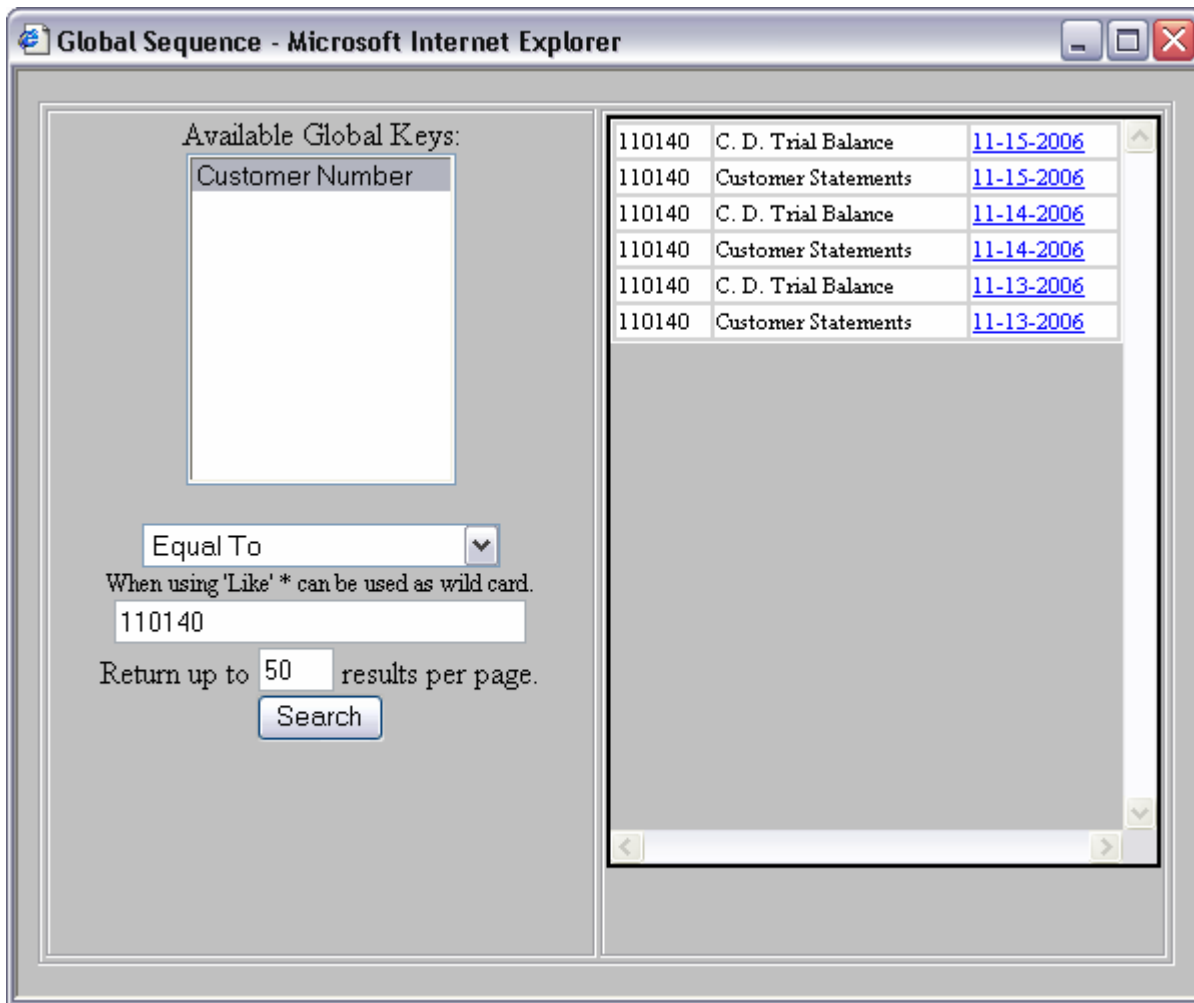 Global Sequence - Microsoft Internet Explorer
Available Global Keys:
Customer Number
Equal To
When using 'Like' * can be used as wild card.
110140
Return up to 50 results per page.
Search
110140 C. D. Trial Balance 11-15-2006
110140 Customer Statements 11-15-2006
110140 C. D. Trial Balance 11-14-2006
110140 Customer Statements 11-14-2006
110140 C. D. Trial Balance 11-13-2006
110140 Customer Statements 11-13-2006